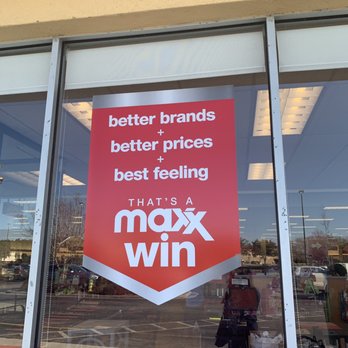 better brands
+
better prices
+
best feeling
THAT'S A
maxx
win